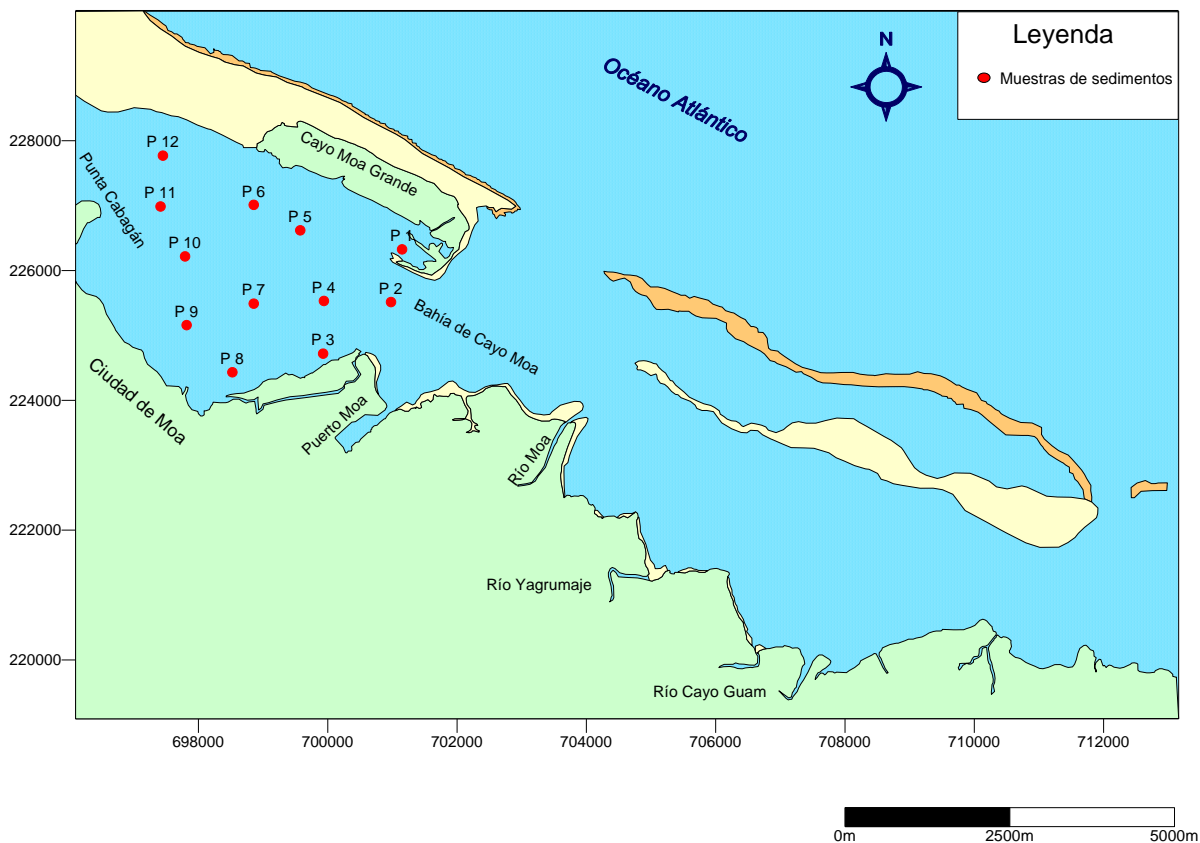 Leyenda
Muestras de sedimentos
N
Océano Atlántico
228000
226000
224000
222000
220000
P 12
P 11
Punta Cabagán
P 6
Cayo Moa Grande
P 5
P 10
P 1
P 7
P 4
P 2
Bahía de Cayo Moa
P 9
P 3
P 8
Ciudad de Moa
Puerto Moa
Río Moa
Río Yagrumaje
Río Cayo Guam
698000
700000
702000
704000
706000
708000
710000
712000
0m
2500m
5000m